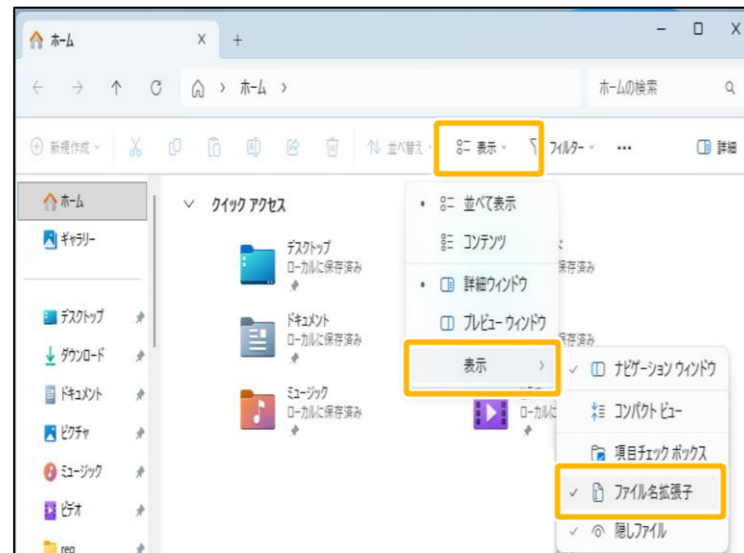 ホーム
ホーム
ホームの検索
新規作成
並べ替え
表示
フィルター
詳細
ホーム
ギャラリー
デスクトップ
ダウンロード
ドキュメント
ピクチャ
ミュージック
ビデオ
reg
クイック アクセス
デスクトップ
ローカルに保存済み
ドキュメント
ローカルに保存済み
ミュージック
ローカルに保存済み
保存済み
保存済み
ローカルに
並べて表示
コンテンツ
詳細ウィンドウ
プレビュー ウィンドウ
表示
ナビゲーション ウィンドウ
コンパクト ビュー
項目チェック ボックス
ファイル名拡張子
隠しファイル